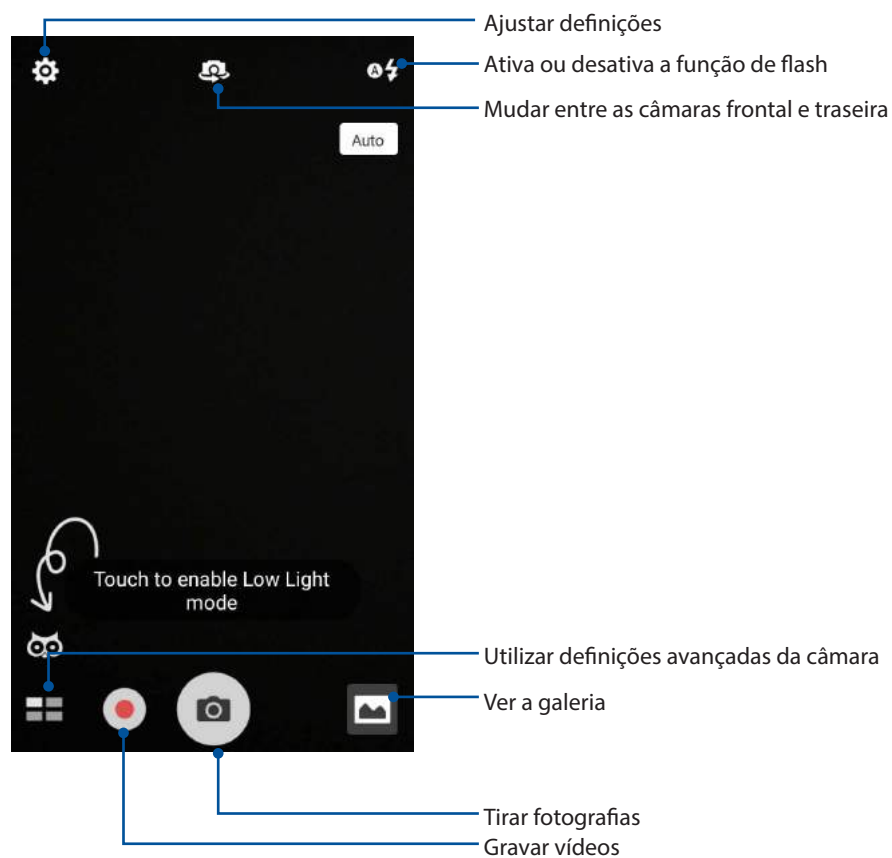 Ajustar definições
Ativa ou desativa a função de flash
Mudar entre as câmaras frontal e traseira
A
Auto
Touch to enable Low Light
mode
Utilizar definições avançadas da câmara
Ver a galeria
Tirar fotografias
Gravar vídeos